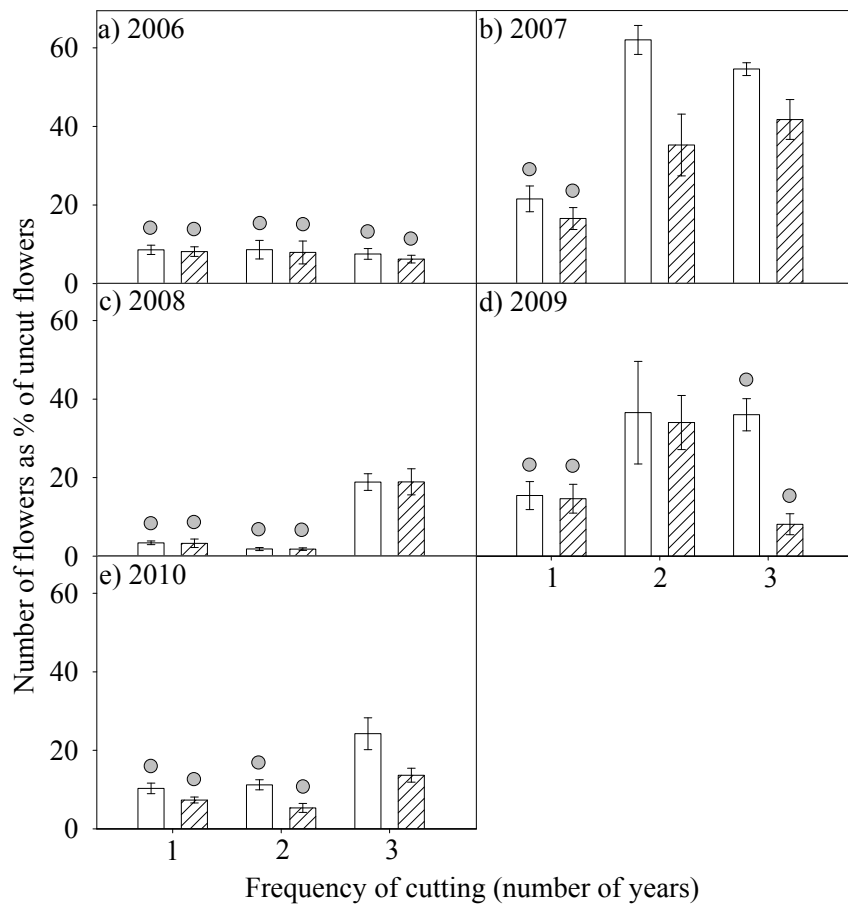 Number of flowers as % of uncut flowers
a) 2006
60
40
20
0
b) 2007
c) 2008
60
40
20
0
d) 2009
1 2 3
e) 2010
60
40
20
0
1 2 3
Frequency of cutting (number of years)